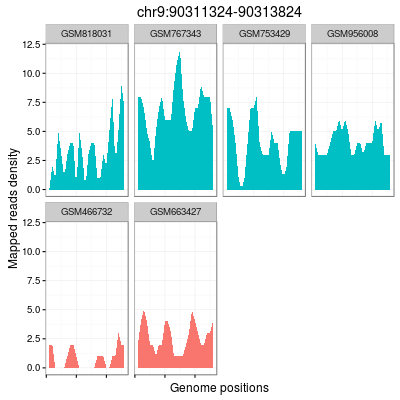 chr9:90311324-90313824
GSM818031 GSM767343 GSM753429 GSM956008
12.5
10.0
7.5
5.0
2.5
0.0
GSM466732 GSM663427
12.5
10.0
7.5
5.0
2.5
0.0
Mapped reads density
Genome positions